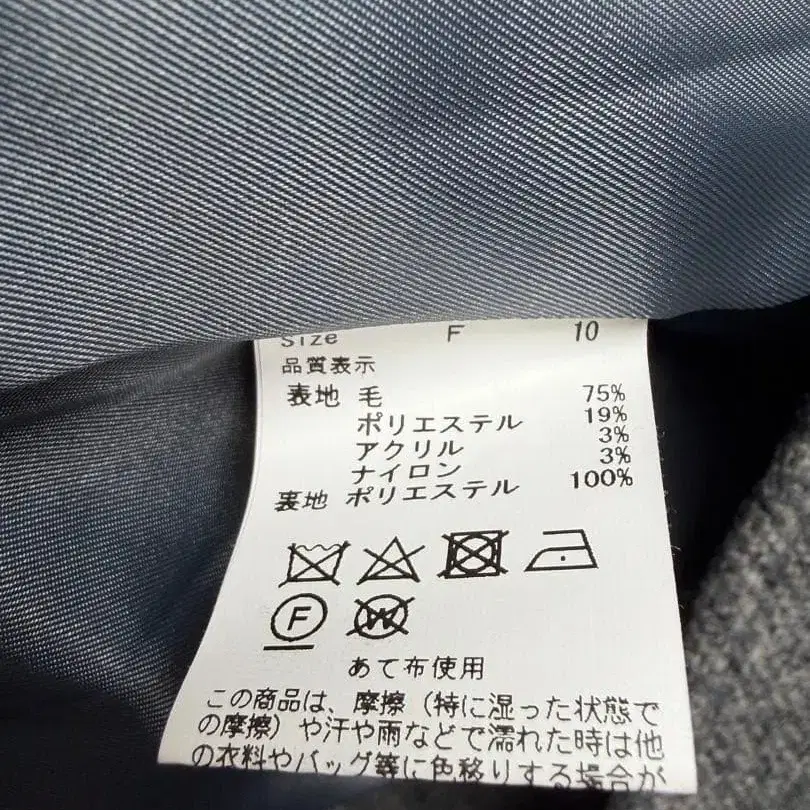 Size F 10
品質表示
表地 毛 75%
ポリエステル 19%
アクリル 3%
ナイロン 3%
裏地 ポリエステル 100%
F W
あて布使用
この商品は、摩擦（特に湿った状態で
の摩擦）や汗や雨などで濡れた時は他
の衣料やバッグ等に色移りする場合が